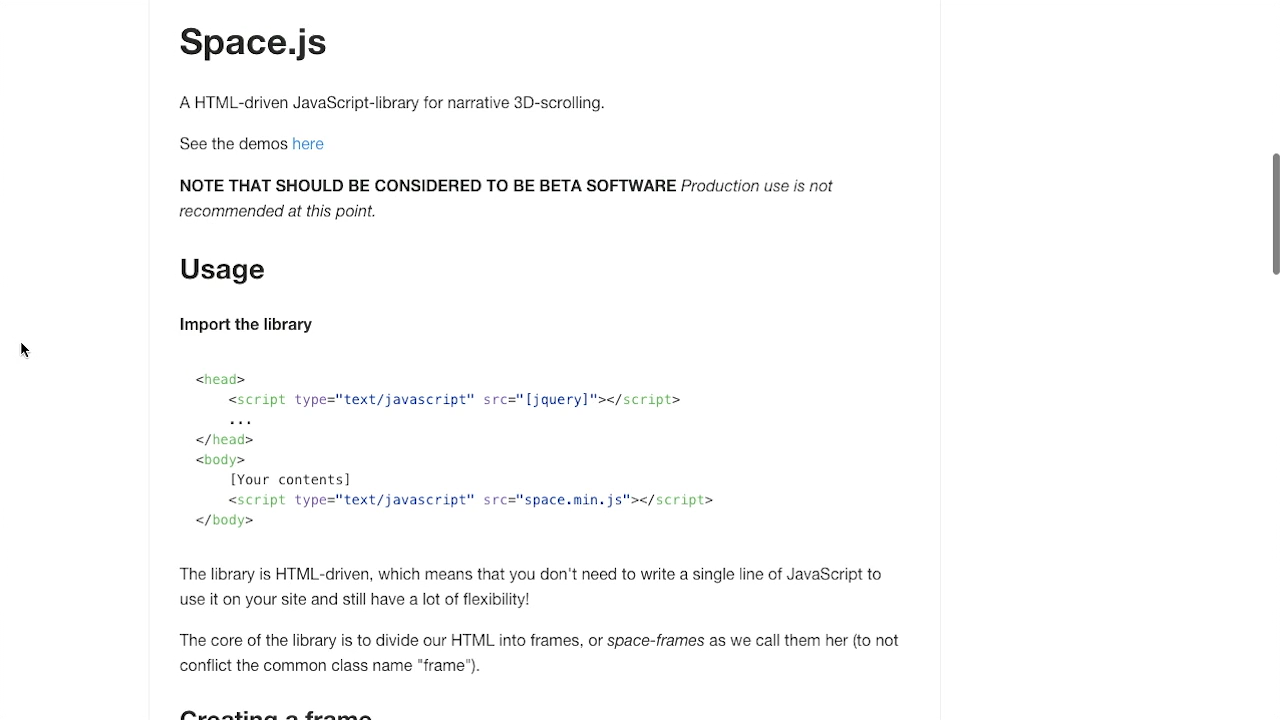 Space.js
A HTML-driven JavaScript-library for narrative 3D-scrolling.
See the demos here
NOTE THAT SHOULD BE CONSIDERED TO BE BETA SOFTWARE Production use is not
recommended at this point.
Usage
Import the library
<head>
<script type="text/javascript" src="[jquery]"></script>
...
</head>
<body>
[Your contents]
<script type="text/javascript" src="space.min.js"></script>
</body>
The library is HTML-driven, which means that you don't need to write a single line of JavaScript to
use it on your site and still have a lot of flexibility!
The core of the library is to divide our HTML into frames, or space-frames as we call them her (to not
conflict the common class name "frame").
Creating a frame